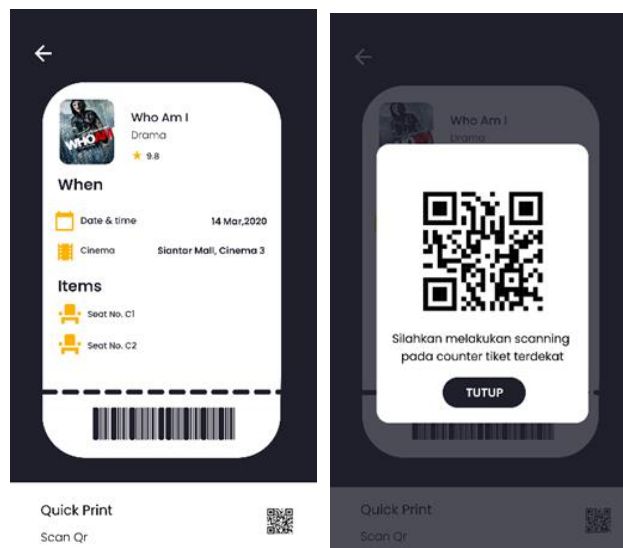 Who Am I
Drama
9.8
WHOAMI
When
Date & time
14 Mar,2020
Cinema
Siantar Mall, Cinema 3
Items
Seat No. C1
Seat No. C2
Quick Print
Scan Qr
Who Am I
Drama
Silahkan melakukan scanning
pada counter tiket terdekat
TUTUP
Quick Print
Scan Qr